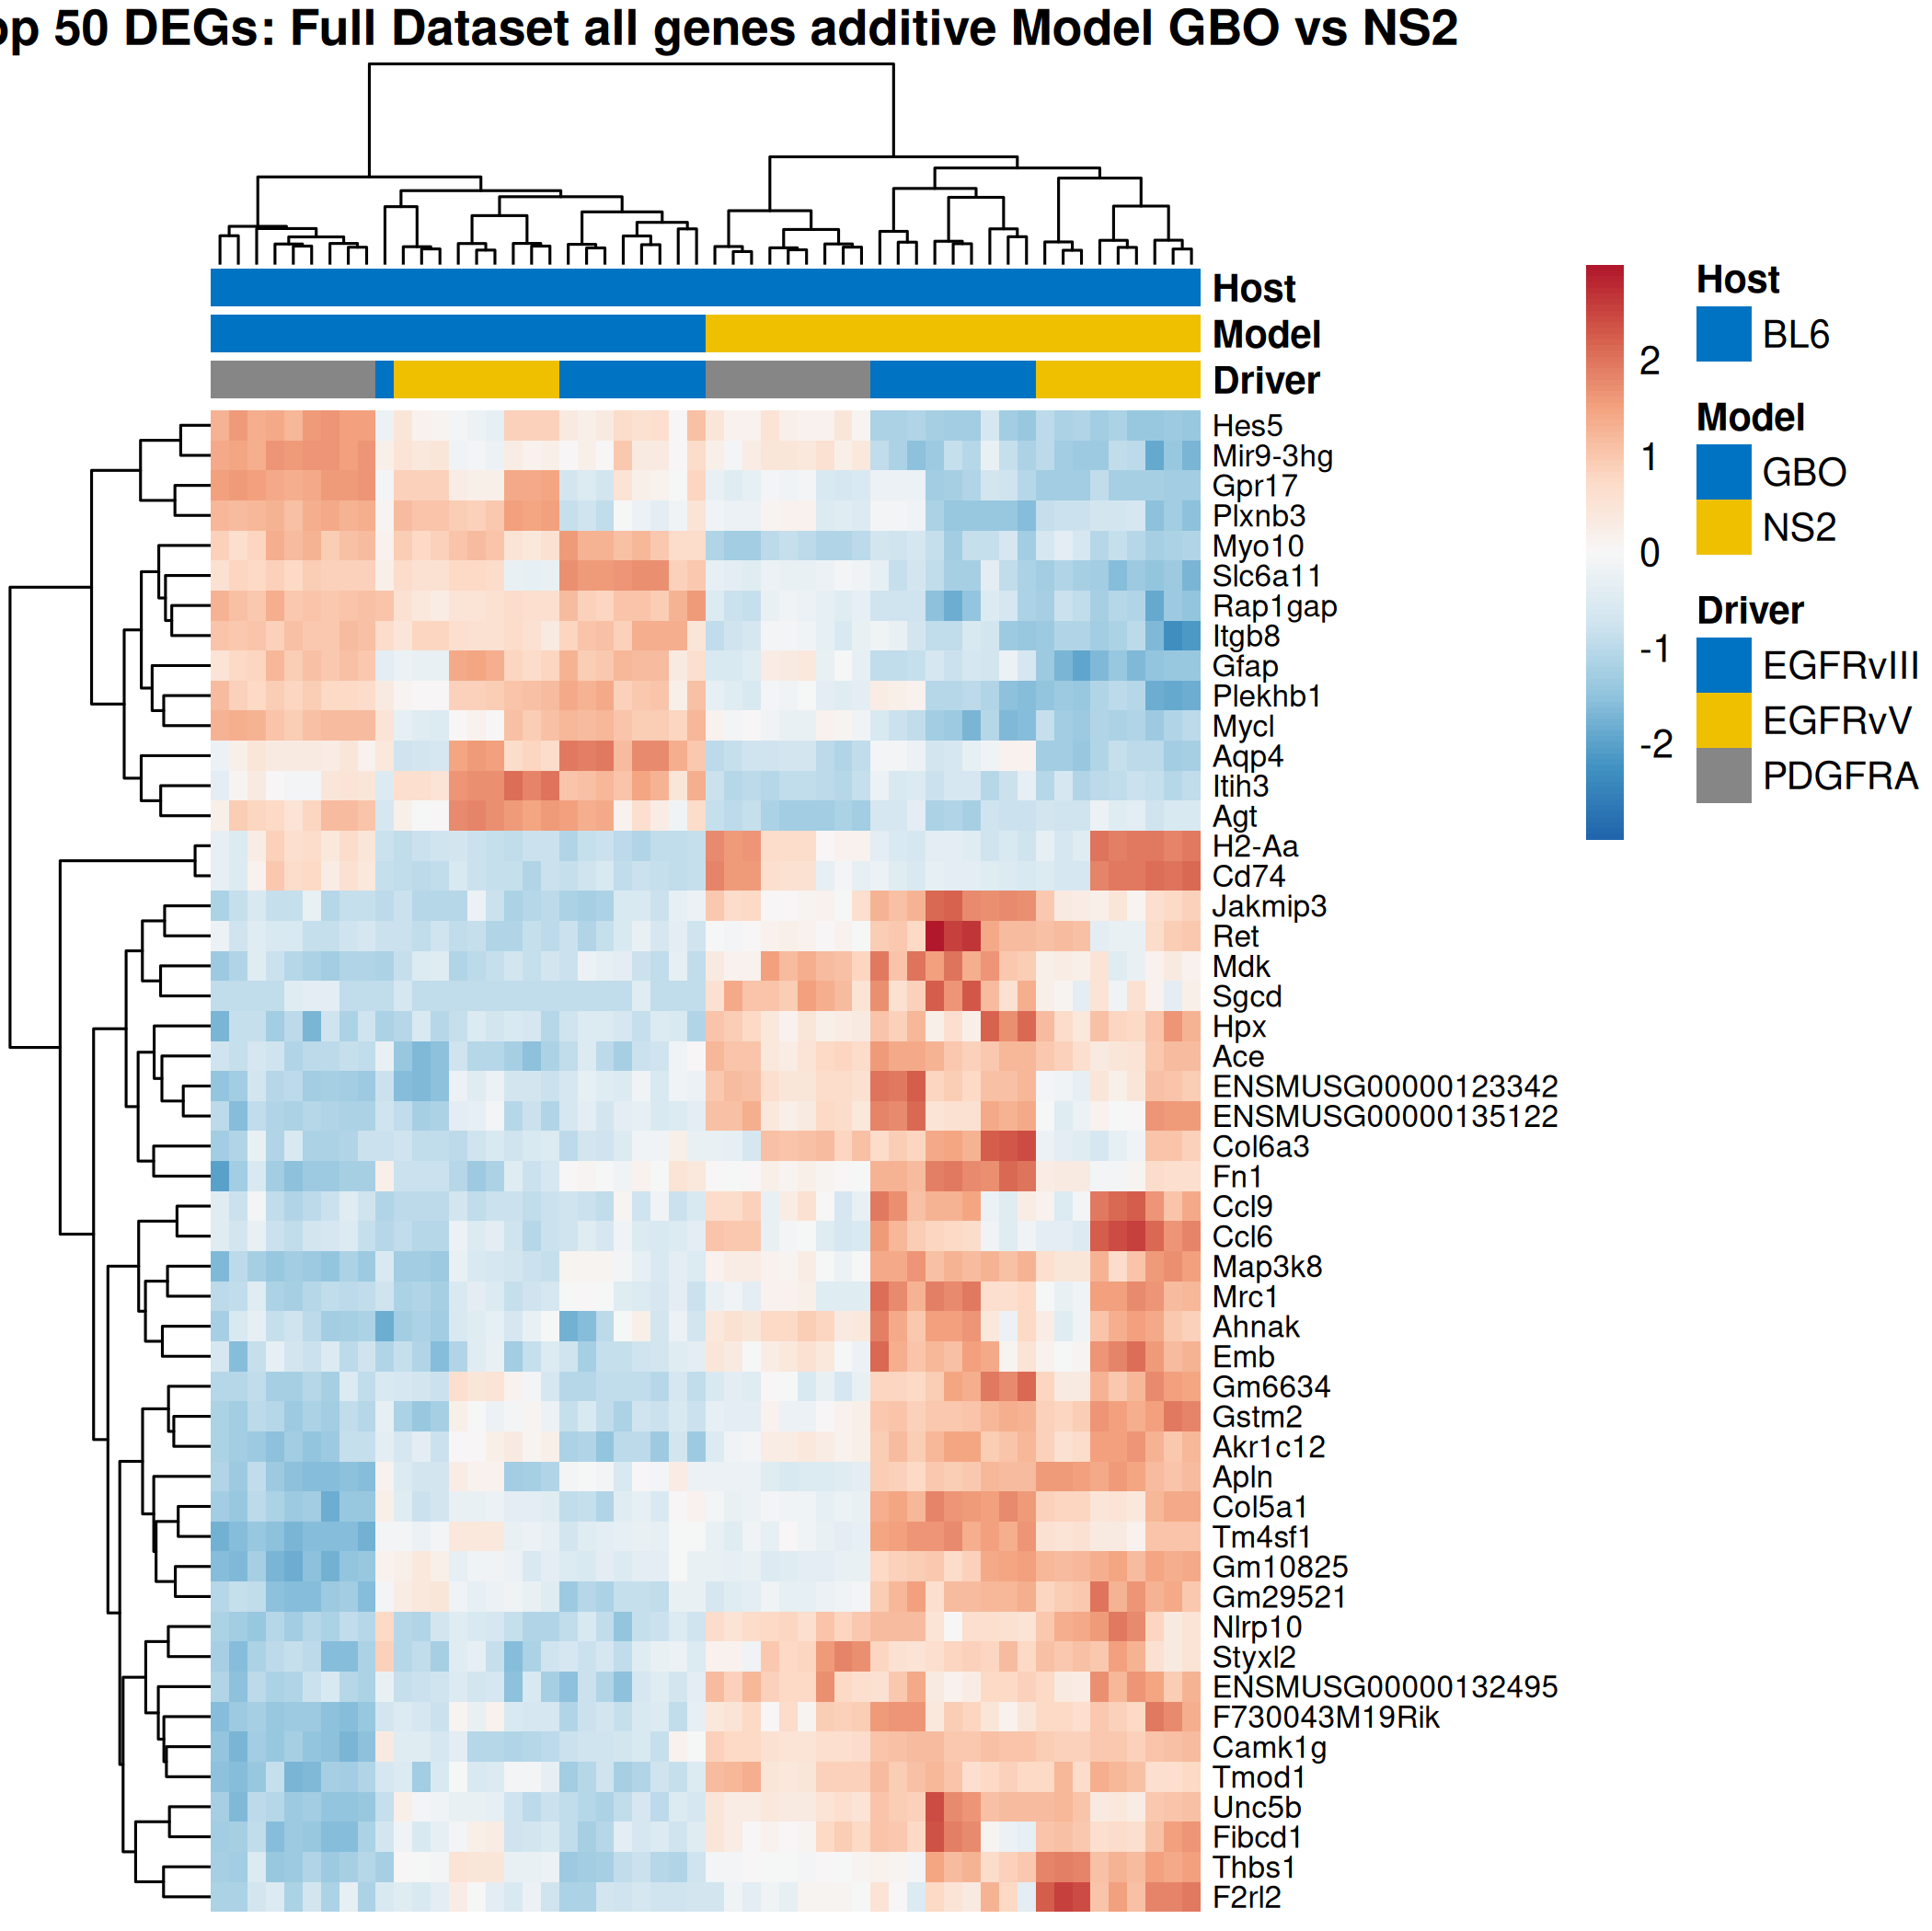 op 50 DEGs: Full Dataset all genes additive Model GBO vs NS2
Host
Model
Driver
Hes5
Mir9-3hg
Gpr17
Plxnb3
Myo10
Slc6a11
Rap1gap
Itgb8
Gfap
Plekhb1
Mycl
Aqp4
Itih3
Agt
H2-Aa
Cd74
Jakmip3
Ret
Mdk
Sgcd
Hpx
Ace
ENSMUSG00000123342
ENSMUSG00000135122
Col6a3
Fn1
Ccl9
Ccl6
Map3k8
Mrc1
Ahnak
Emb
Gm6634
Gstm2
Akr1c12
Apln
Col5a1
Tm4sf1
Gm10825
Gm29521
Nlrp10
Styxl2
ENSMUSG00000132495
F730043M19Rik
Camk1g
Tmod1
Unc5b
Fibcd1
Thbs1
F2rl2
2
1
0
-1
-2
Host
BL6
Model
GBO
NS2
Driver
EGFRvIII
EGFRvV
PDGFRA